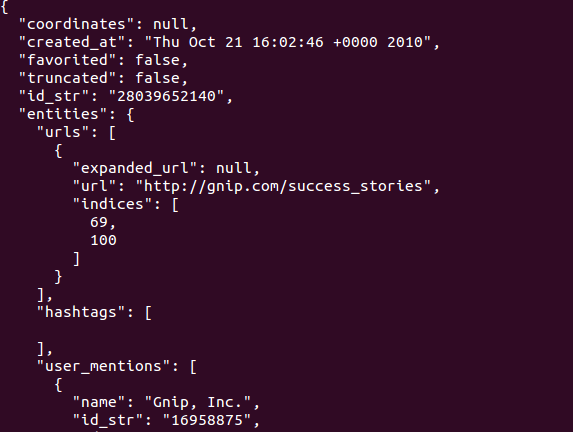 {
  "coordinates": null,
  "created_at": "Thu Oct 21 16:02:46 +0000 2010",
  "favorited": false,
  "truncated": false,
  "id_str": "28039652140",
  "entities": {
    "urls": [
      {
        "expanded_url": null,
        "url": "http://gnip.com/success_stories",
        "indices": [
          69,
          100
        ]
      }
    ],
    "hashtags": [
    ],
    "user_mentions": [
      {
        "name": "Gnip, Inc.",
        "id_str": "16958875",